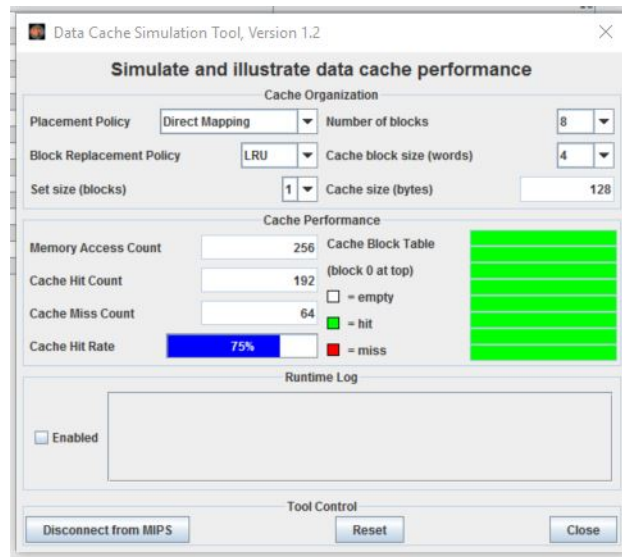 Data Cache Simulation Tool, Version 1.2
Simulate and illustrate data cache performance
Cache Organization
Placement Policy Direct Mapping Number of blocks 8
Block Replacement Policy LRU Cache block size (words) 4
Set size (blocks) 1 Cache size (bytes) 128
Cache Performance
Memory Access Count 256 Cache Block Table
(block 0 at top)
Cache Hit Count 192
= empty
Cache Miss Count 64
= hit
Cache Hit Rate 75%
= miss
Runtime Log
Enabled
Tool Control
Disconnect from MIPS Reset Close